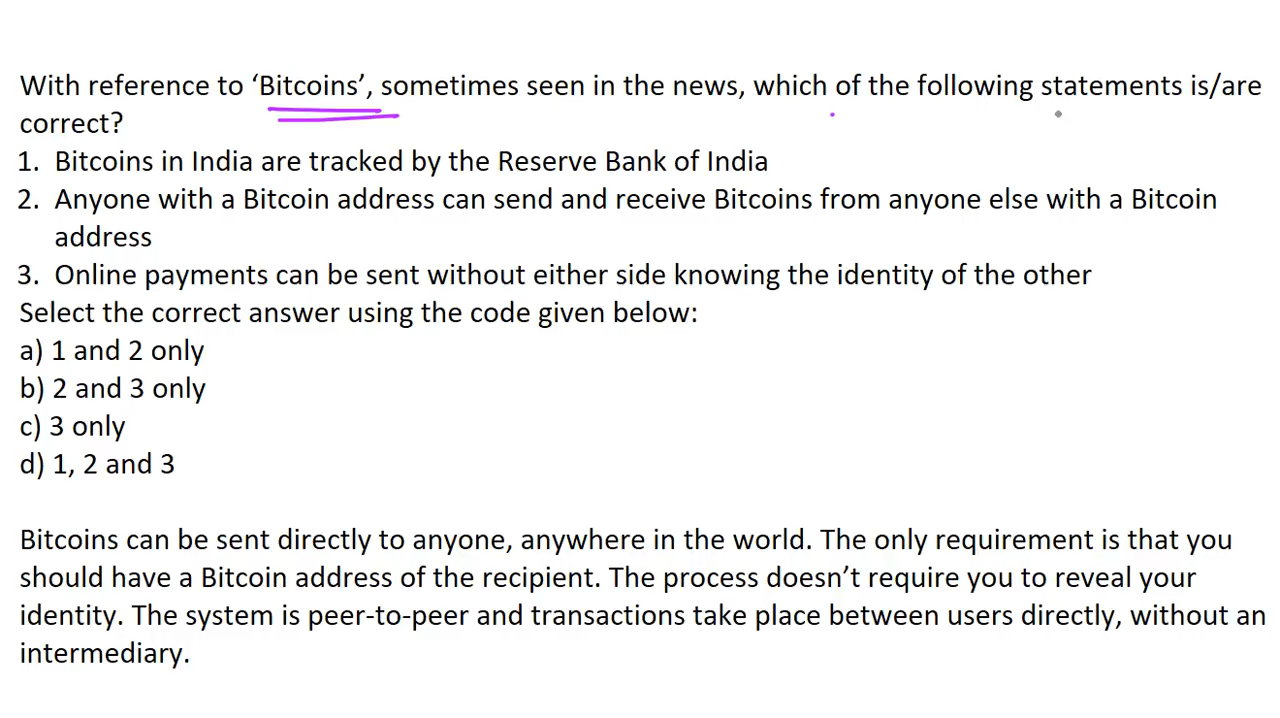 With reference to ‘Bitcoins’, sometimes seen in the news, which of the following statements is/are
correct?
1. Bitcoins in India are tracked by the Reserve Bank of India
2. Anyone with a Bitcoin address can send and receive Bitcoins from anyone else with a Bitcoin
address
3. Online payments can be sent without either side knowing the identity of the other
Select the correct answer using the code given below:
a) 1 and 2 only
b) 2 and 3 only
c) 3 only
d) 1, 2 and 3
Bitcoins can be sent directly to anyone, anywhere in the world. The only requirement is that you
should have a Bitcoin address of the recipient. The process doesn’t require you to reveal your
identity. The system is peer-to-peer and transactions take place between users directly, without an
intermediary.